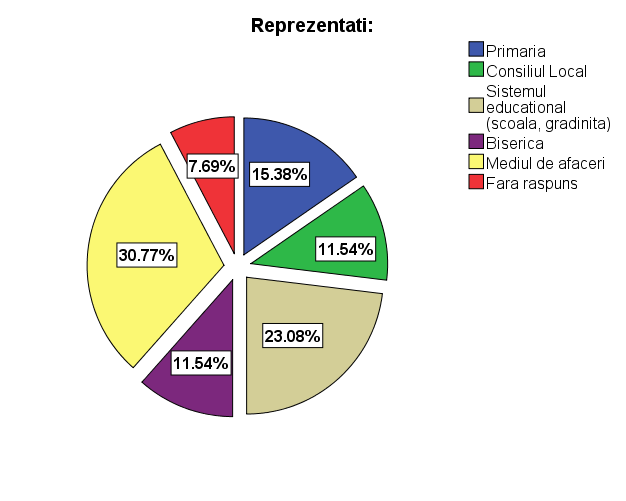 Reprezentati:
Primaria
Consiliul Local
Sistemul
educational
(scoala, gradinita)
Biserica
Mediul de afaceri
Fara raspuns
7.69%
15.38%
11.54%
30.77%
23.08%
11.54%